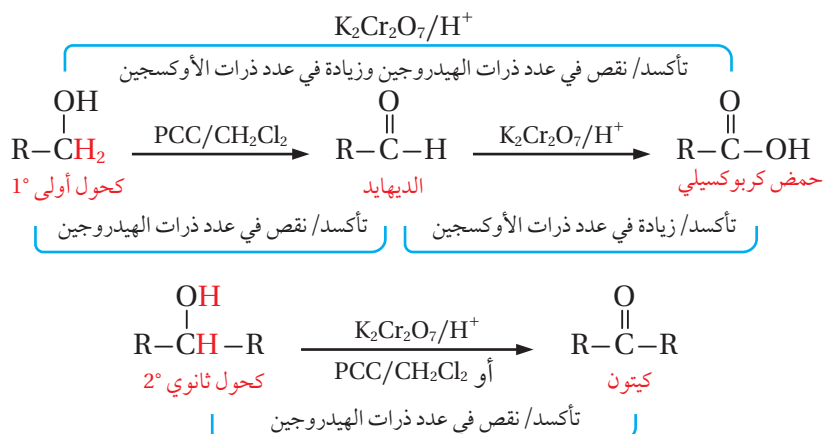 K₂Cr₂O₇/H⁺
تأكسد/ نقص في عدد ذرات الهيدروجين وزيادة في عدد ذرات الأوكسجين
OH O O
R–CH₂ PCC/CH₂Cl₂ R–C–H K₂Cr₂O₇/H⁺ R–C–OH
كحول أولى 1° الديهايد حمض كربوكسيلي
تأكسد/ نقص في عدد ذرات الهيدروجين تأكسد/ زيادة في عدد ذرات الأوكسجين
OH O
R–CH–R K₂Cr₂O₇/H⁺ R–C–R
أو PCC/CH₂Cl₂
كحول ثانوي 2° كيتون
تأكسد/ نقص في عدد ذرات الهيدروجين